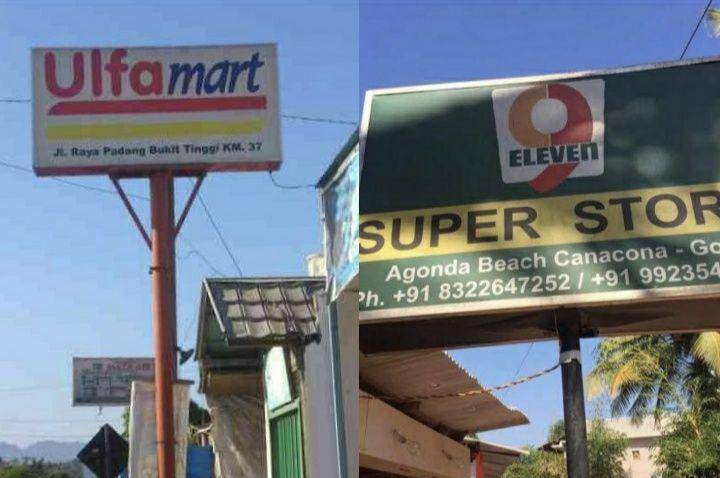 Ulfamart
Jl. Raya Padang Bukit Tinggi KM. 37
9
ELEVEn
SUPER STOR
Agonda Beach Canacona - Go
Ph. +91 8322647252 / +91 992354